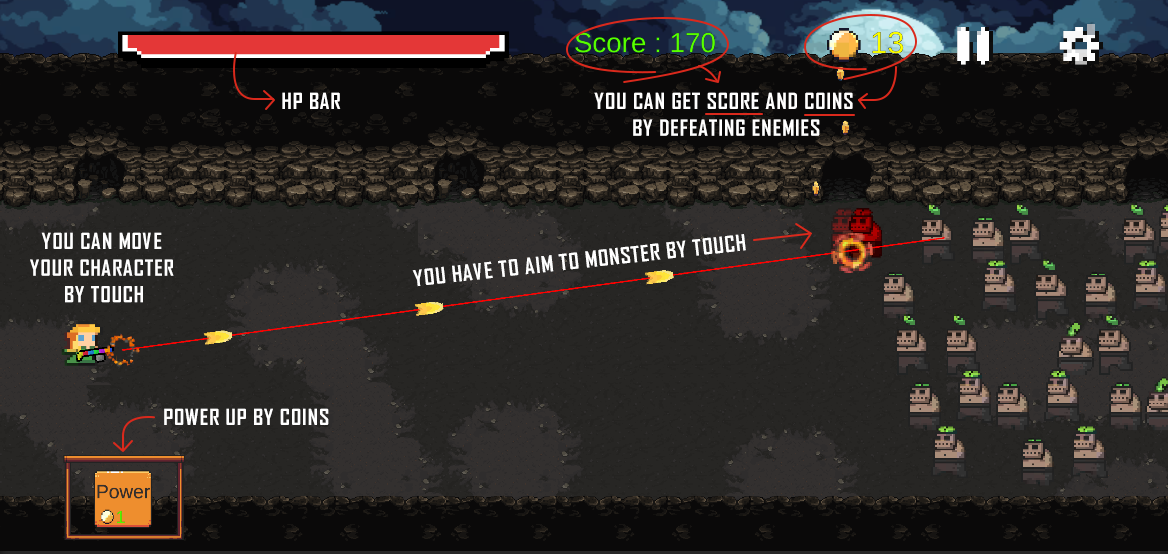 Score : 170
13
HP BAR
YOU CAN GET SCORE AND COINS
BY DEFEATING ENEMIES
YOU CAN MOVE
YOUR CHARACTER
BY TOUCH
YOU HAVE TO AIM TO MONSTER BY TOUCH
POWER UP BY COINS
Power
1